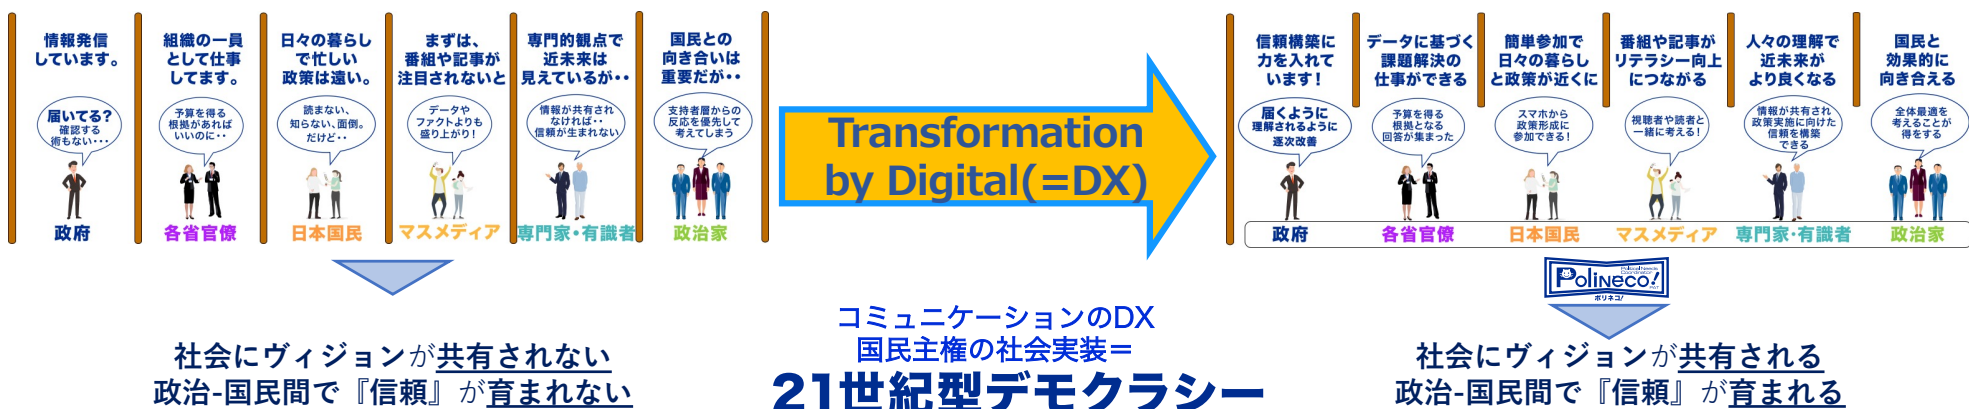 情報発信
しています。
届いてる?
確認する
術もない・・・
政府
組織の一員
として仕事
してます。
予算を得る
根拠があれば
いいのに・・
各省官僚
日々の暮らし
で忙しい
政策は遠い。
読まない、
知らない、面倒。
だけど・・
日本国民
まずは、
番組や記事が
注目されないと
データや
ファクトよりも
盛り上がり!
マスメディア
専門的観点で
近未来は
見えているが・・
情報が共有され
なければ・・
信頼が生まれない
専門家・有識者
国民との
向き合いは
重要だが・・
支持者層からの
反応を優先して
考えてしまう
政治家
社会にヴィジョンが共有されない
政治-国民間で『信頼』が育まれない
Transformation
by Digital(=DX)
コミュニケーションのDX
国民主権の社会実装＝
21世紀型デモクラシー
信頼構築に
力を入れて
います!
届くように
理解されるように
逐次改善
政府
データに基づく
課題解決の
仕事ができる
予算を得る
根拠となる
回答が集まった
各省官僚
簡単参加で
日々の暮らし
と政策が近くに
スマホから
政策形成に
参加できる!
日本国民
番組や記事が
リテラシー向上
につながる
視聴者や読者と
一緒に考える!
マスメディア
人々の理解で
近未来が
より良くなる
情報が共有され
政策実施に向けた
信頼を構築
できる
専門家・有識者
国民と
効果的に
向き合える
全体最適を
考えることが
得をする
政治家
Political Needs
Coordinator
Polineco!
ポリネコ!
社会にヴィジョンが共有される
政治-国民間で『信頼』が育まれる